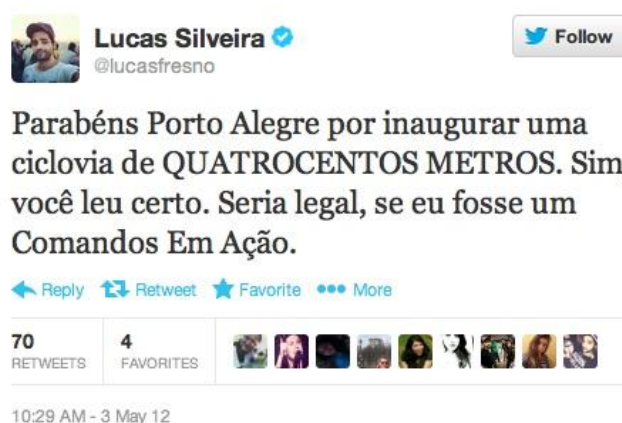 Lucas Silveira
Follow
@lucasfresno
Parabéns Porto Alegre por inaugurar uma
ciclovia de QUATROCENTOS METROS. Sim
você leu certo. Seria legal, se eu fosse um
Comandos Em Ação.
Reply Retweet Favorite More
70 4
RETWEETS FAVORITES
10:29 AM - 3 May 12